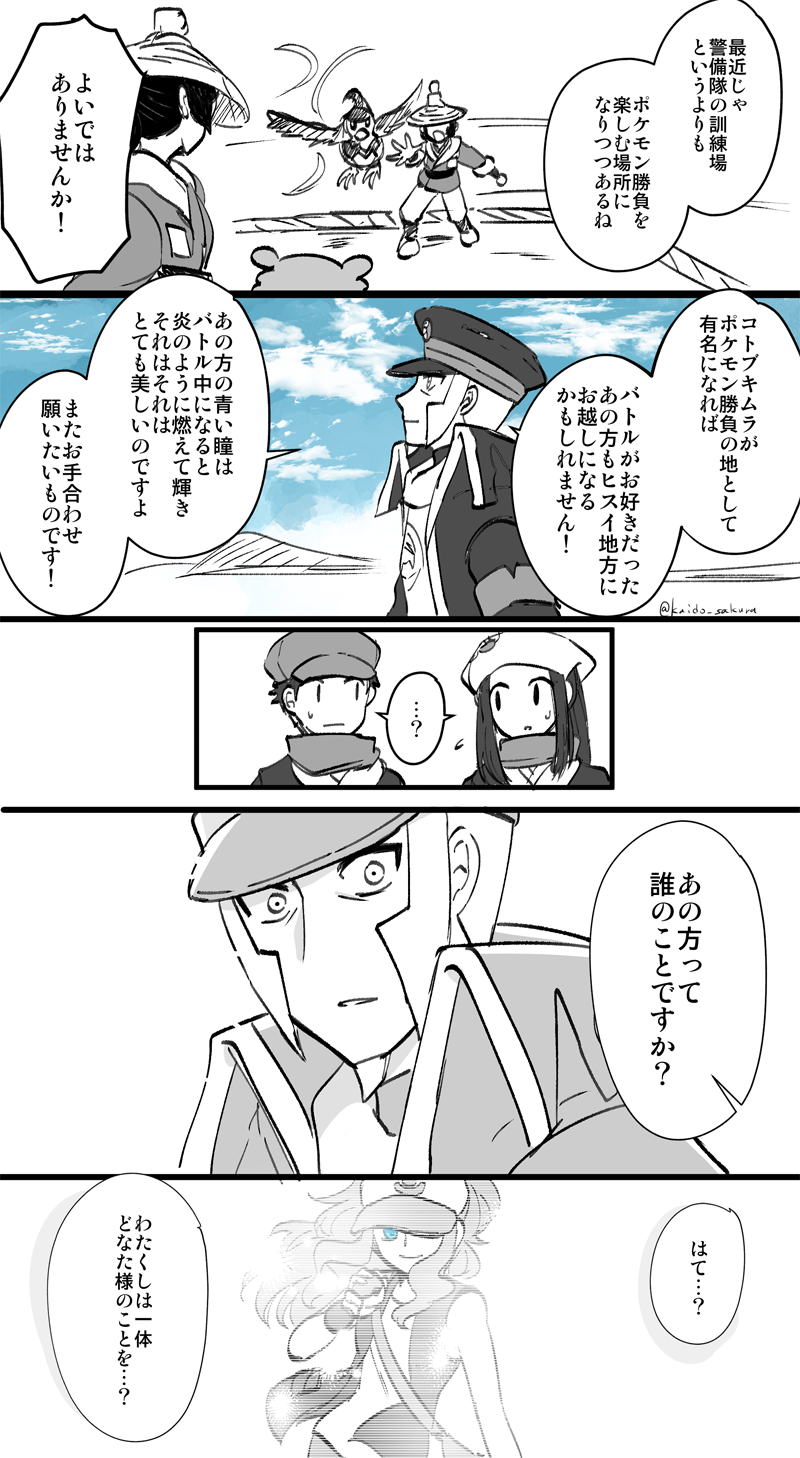 最近じゃ
警備隊の訓練場
というよりも
ポケモン勝負を
楽しむ場所に
なりつつあるね
よいでは
ありませんか！
コトブキムラが
ポケモン勝負の地として
有名になれば
バトルがお好きだった
あの方もヒスイ地方に
お越しになる
かもしれません！
あの方の青い瞳は
バトル中になると
炎のように燃えて輝き
それはそれは
とても美しいのですよ
またお手合わせ
願いたいものです！
@kaido_sakura
…?
あの方って
誰のことですか？
はて…?
わたくしは一体
どなた様のことを…?